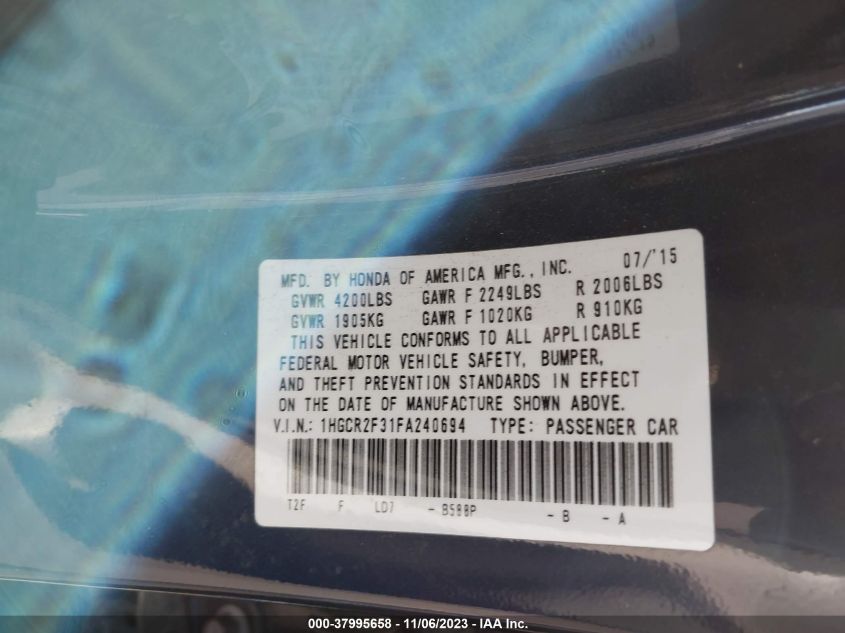 MFD. BY HONDA OF AMERICA MFG., INC. 07/'15
GVWR 4200LBS GAWR F 2249LBS R 2006LBS
GVWR 1905KG GAWR F 1020KG R 910KG
THIS VEHICLE CONFORMS TO ALL APPLICABLE
FEDERAL MOTOR VEHICLE SAFETY, BUMPER,
AND THEFT PREVENTION STANDARDS IN EFFECT
ON THE DATE OF MANUFACTURE SHOWN ABOVE.
V.I.N.: 1HGCR2F31FA240694 TYPE: PASSENGER CAR
T2F F LD7 - B588P - B - A
000-37995658 - 11/06/2023 - IAA Inc.